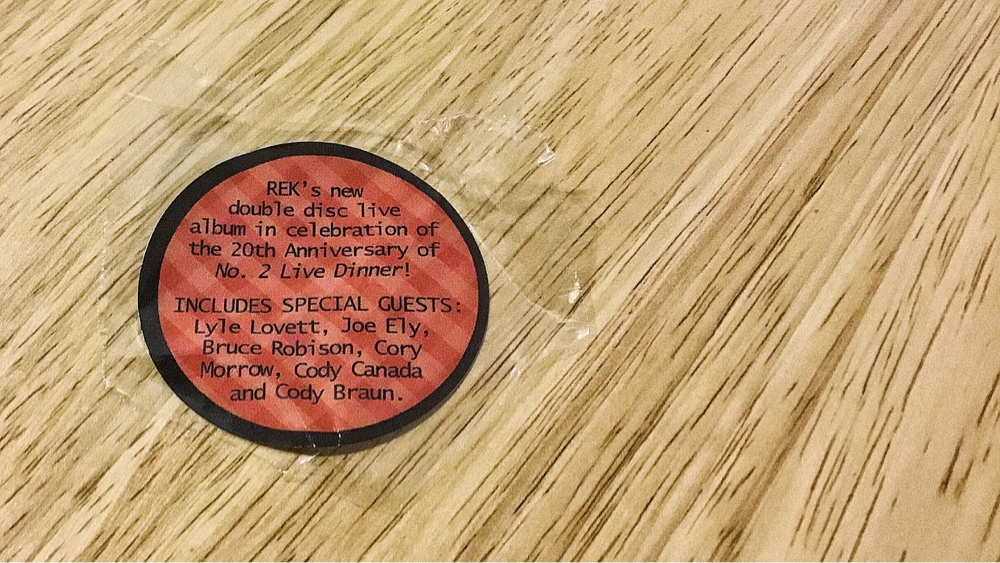 REK's new
double disc live
album in celebration of
the 20th Anniversary of
No. 2 Live Dinner!
INCLUDES SPECIAL GUESTS:
Lyle Lovett, Joe Ely,
Bruce Robison, Cory
Morrow, Cody Canada
and Cody Braun.